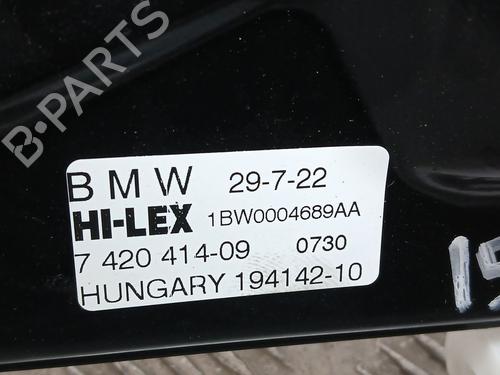 B-PARTS
BMW 29-7-22
HI-LEX 1BW0004689AA
7 420 414-09 0730
HUNGARY 194142-10